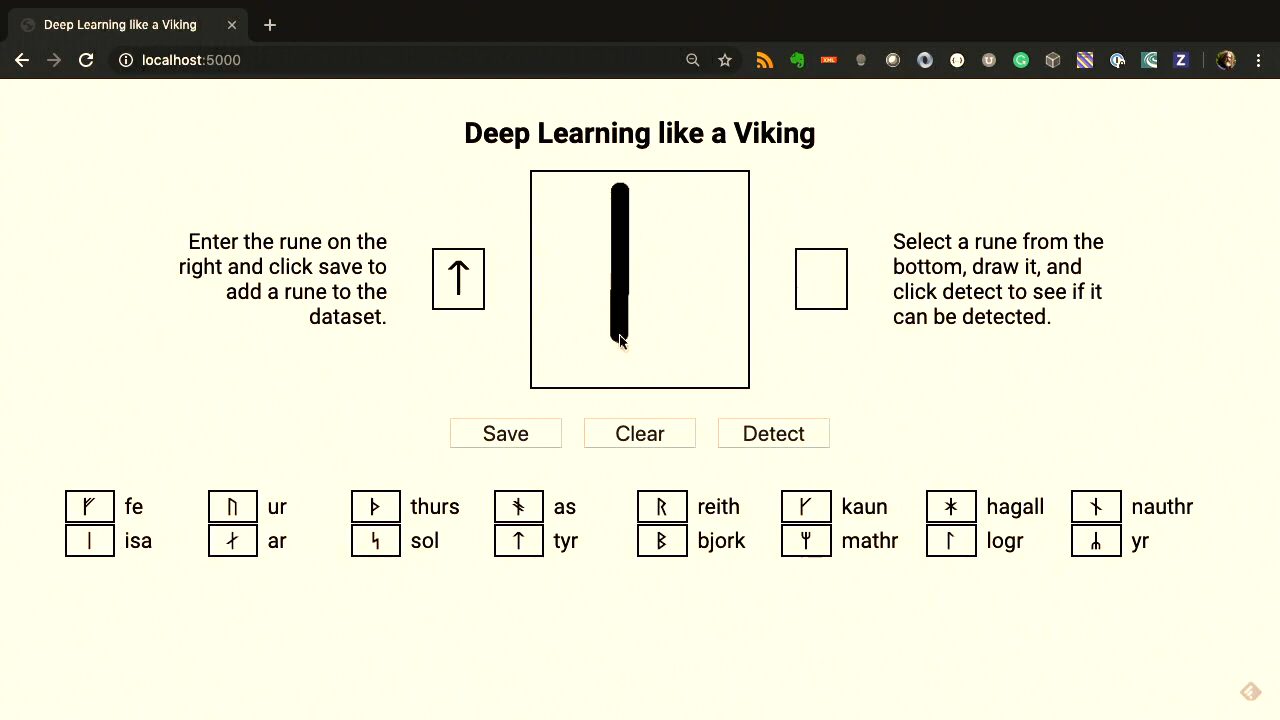 Deep Learning like a Viking
localhost:5000
XML
Z
Deep Learning like a Viking
Enter the rune on the
right and click save to
add a rune to the
dataset.
ᛏ
Select a rune from the
bottom, draw it, and
click detect to see if it
can be detected.
Save Clear Detect
ᚠ fe ᚢ ur ᚦ thurs ᚬ as ᚱ reith ᚴ kaun ᚼ hagall ᚾ nauthr
ᛁ isa ᛅ ar ᛋ sol ᛏ tyr ᛒ bjork ᛘ mathr ᛚ logr ᛦ yr